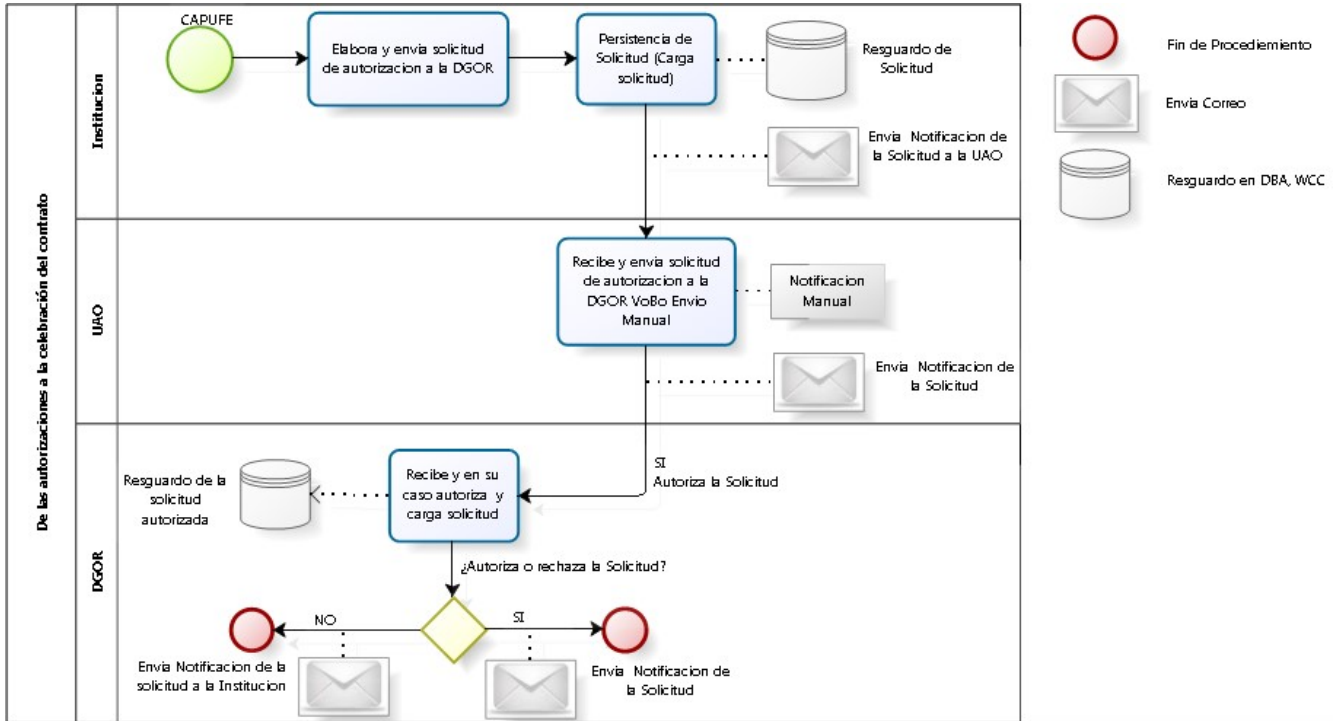 De las autorizaciones a la celebración del contrato
Institucion
CAPUFE
Elabora y envia solicitud
de autorizacion a la DGOR
Persistencia de
Solicitud (Carga
solicitud)
Resguardo de
Solicitud
Envia Notificacion de
la Solicitud a la UAO
Fin de Procediemiento
Envia Correo
Resguardo en DBA, WCC
UAO
Recibe y envia solicitud
de autorizacion a la
DGOR VoBo Envio
Manual
Notificacion
Manual
Envia Notificacion de
la Solicitud
DGOR
SI
Autoriza la Solicitud
Resguardo de la
solicitud
autorizada
Recibe y en su
caso autoriza y
carga solicitud
¿Autoriza o rechaza la Solicitud?
NO
SI
Envia Notificacion de la
solicitud a la Institucion
Envia Notificacion de
la Solicitud